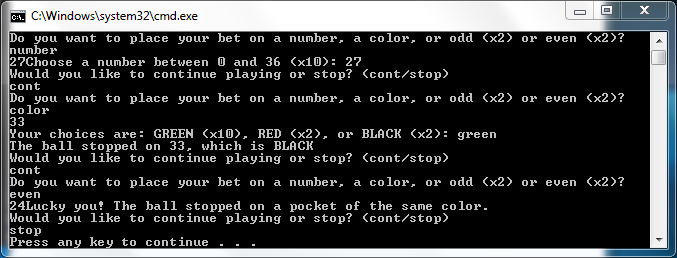 C:\Windows\system32\cmd.exe
Do you want to place your bet on a number, a color, or odd (x2) or even (x2)?
number
27Choose a number between 0 and 36 (x10): 27
Would you like to continue playing or stop? (cont/stop)
cont
Do you want to place your bet on a number, a color, or odd (x2) or even (x2)?
color
33
Your choices are: GREEN (x10), RED (x2), or BLACK (x2): green
The ball stopped on 33, which is BLACK
Would you like to continue playing or stop? (cont/stop)
cont
Do you want to place your bet on a number, a color, or odd (x2) or even (x2)?
even
24Lucky you! The ball stopped on a pocket of the same color.
Would you like to continue playing or stop? (cont/stop)
stop
Press any key to continue . . .